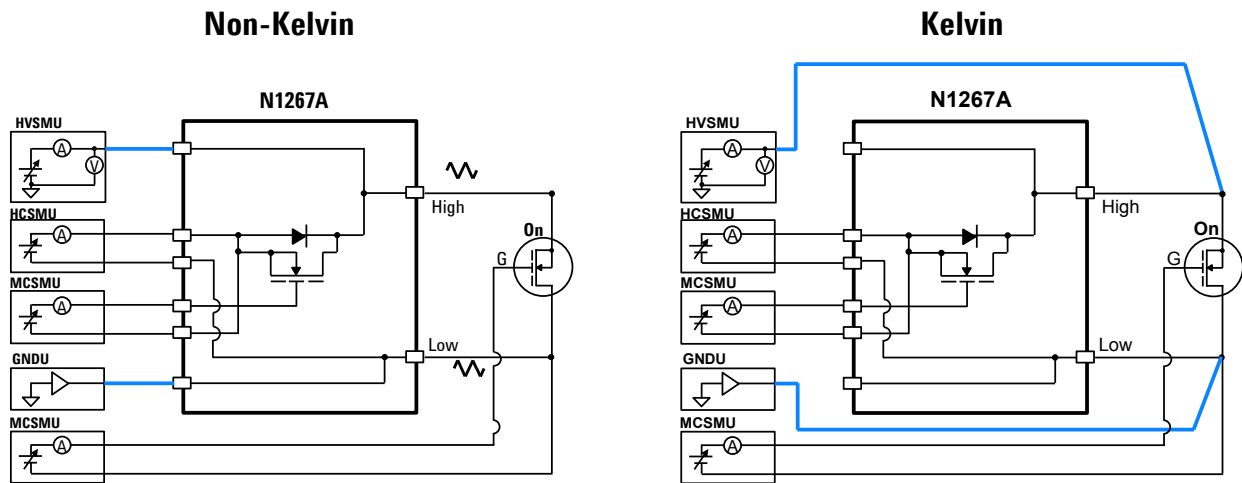 Non-Kelvin
N1267A
HVSMU
A
V
HCSMU
A
MCSMU
A
GNDU
MCSMU
A
High
On
G
Low
Kelvin
N1267A
HVSMU
A
V
HCSMU
A
MCSMU
A
GNDU
MCSMU
A
High
On
G
Low